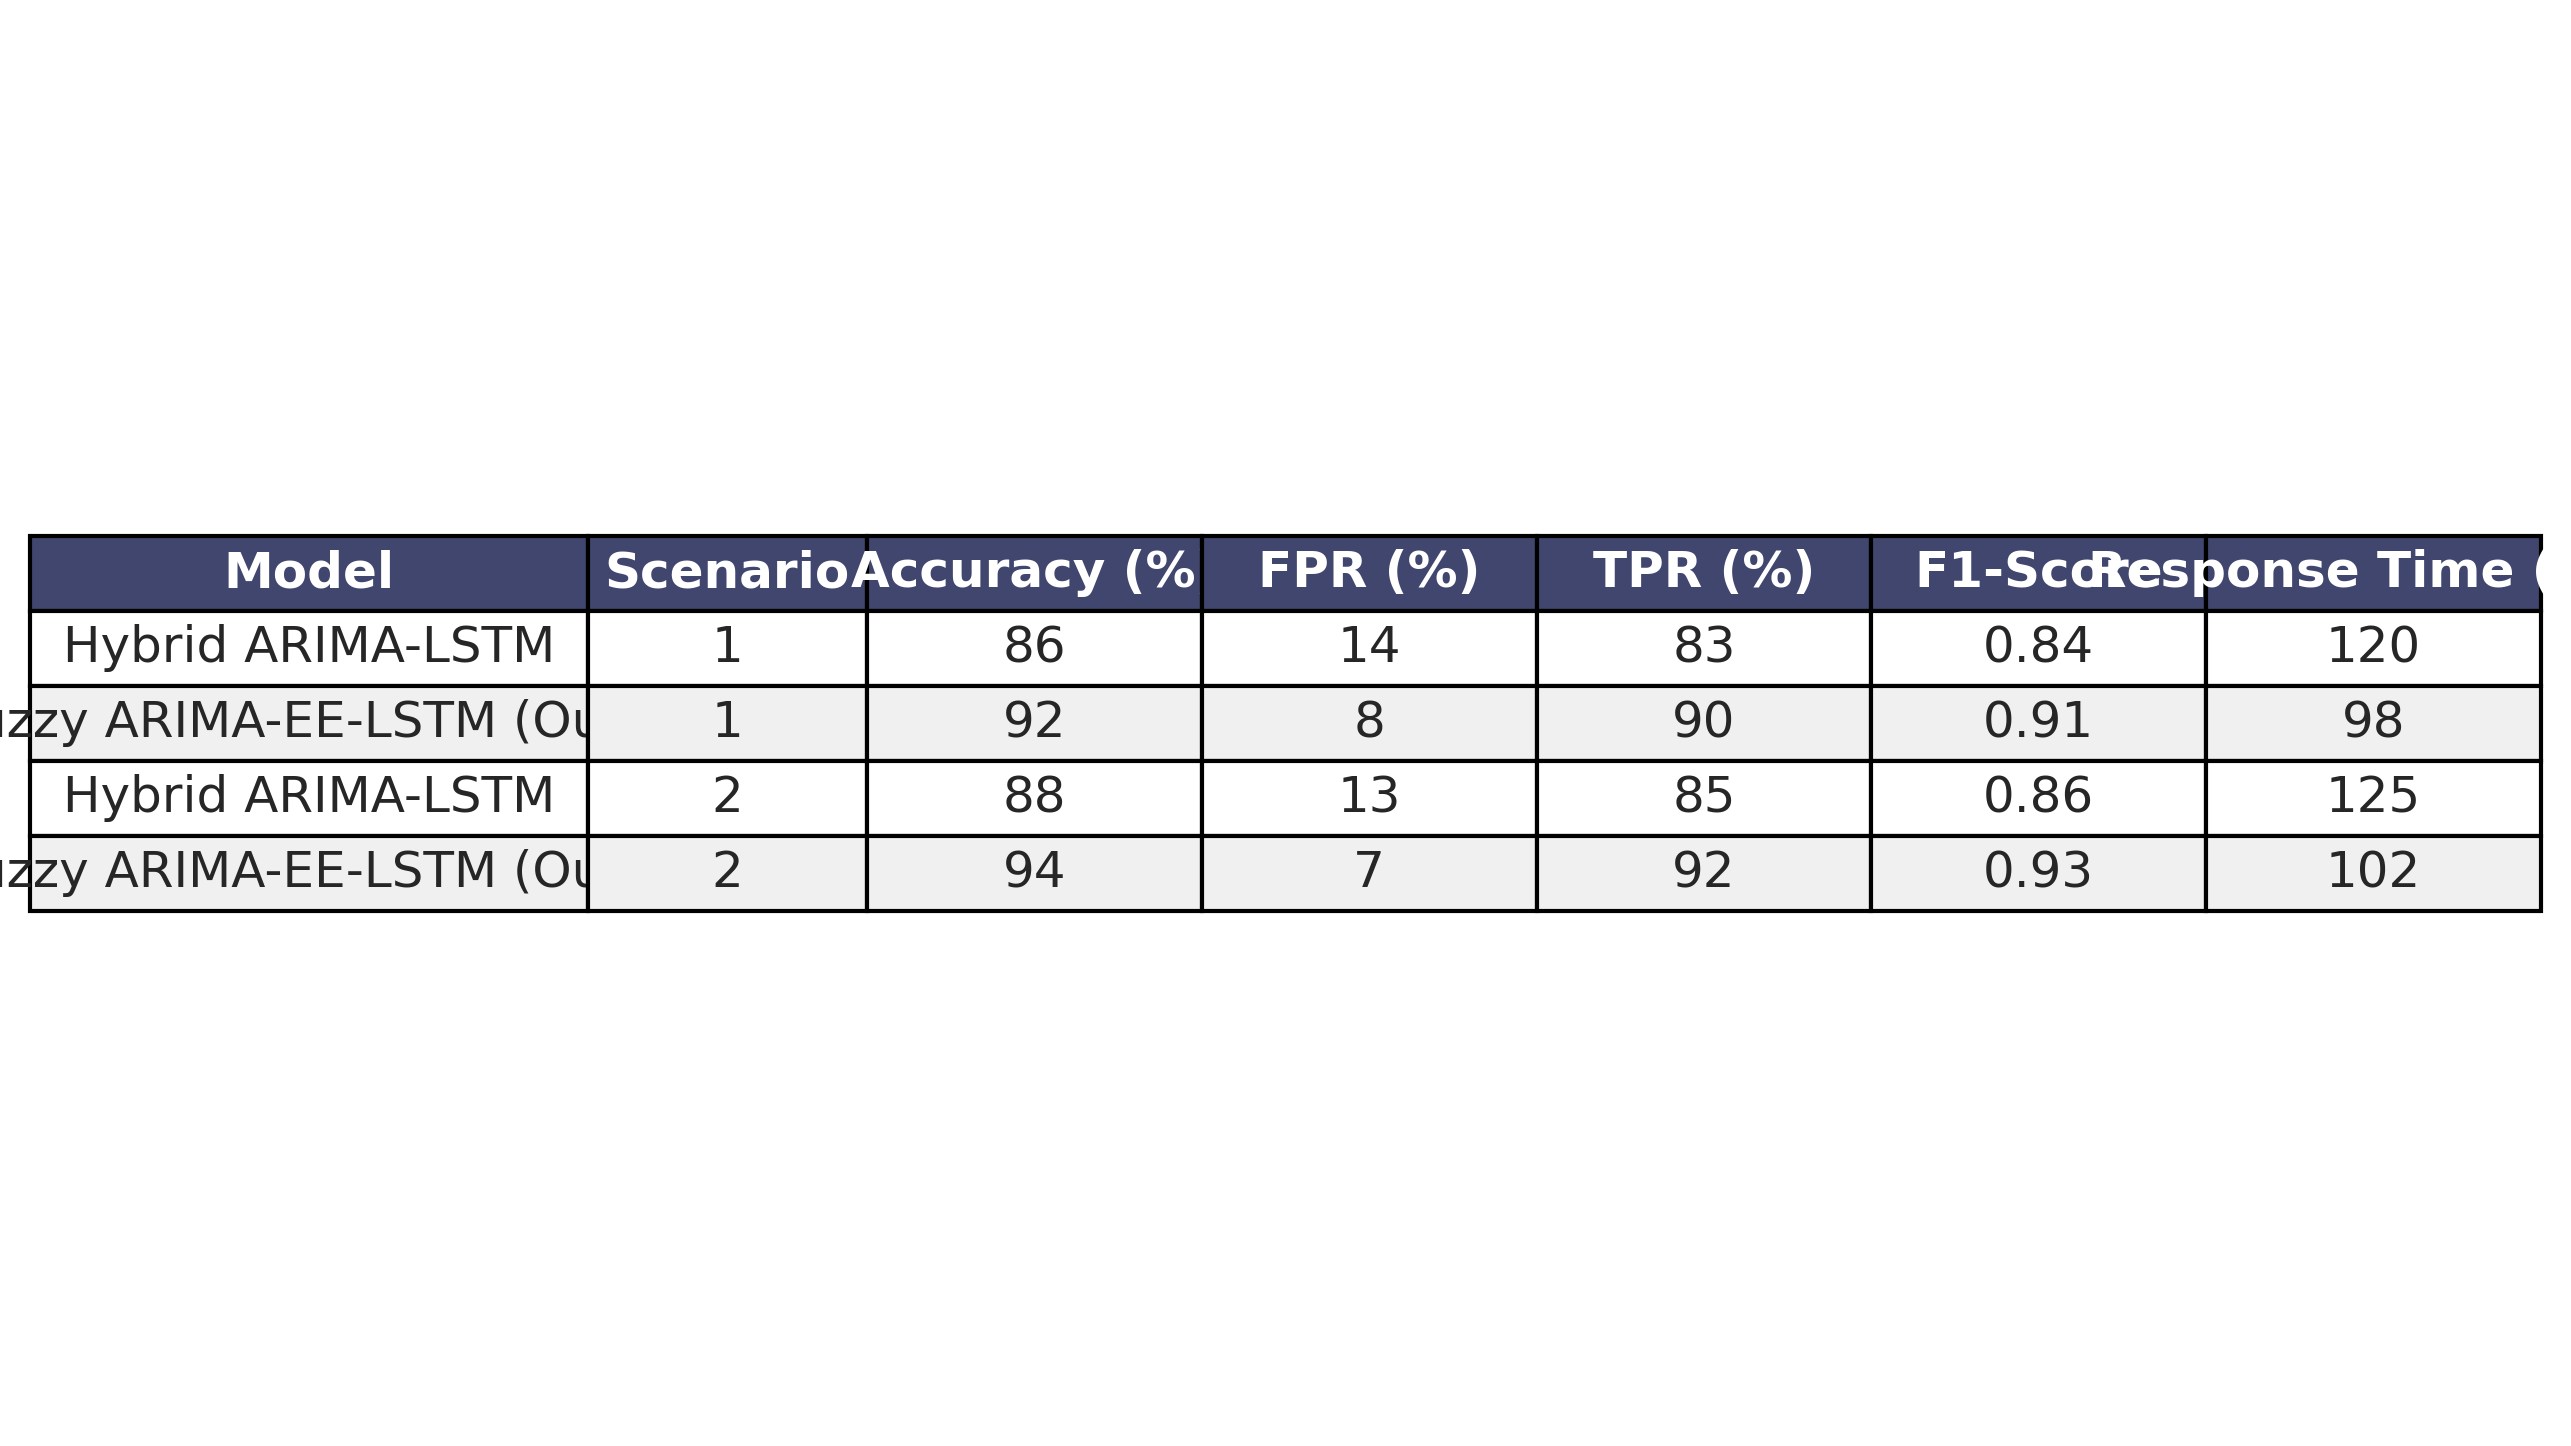 Model Scenario Accuracy (% FPR (%) TPR (%) F1-Score Response Time (
Hybrid ARIMA-LSTM 1 86 14 83 0.84 120
uzzy ARIMA-EE-LSTM (Ou 1 92 8 90 0.91 98
Hybrid ARIMA-LSTM 2 88 13 85 0.86 125
uzzy ARIMA-EE-LSTM (Ou 2 94 7 92 0.93 102